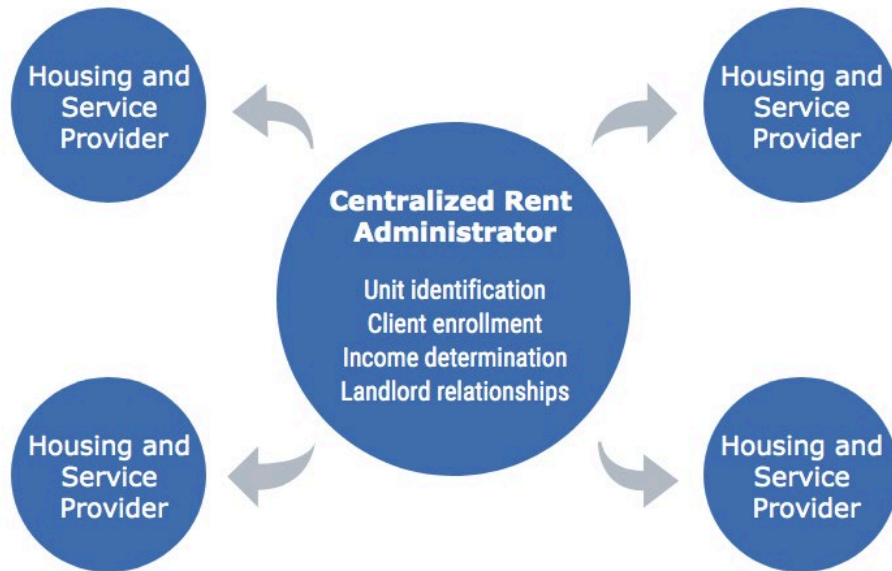 Housing and
Service
Provider
Housing and
Service
Provider
Centralized Rent
Administrator
Unit identification
Client enrollment
Income determination
Landlord relationships
Housing and
Service
Provider
Housing and
Service
Provider